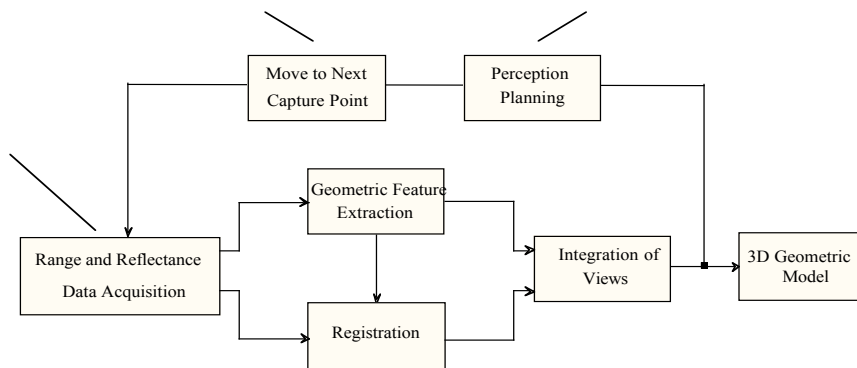 Move to Next
Capture Point
Perception
Planning
Geometric Feature
Extraction
Range and Reflectance
Data Acquisition
Integration of
Views
3D Geometric
Model
Registration